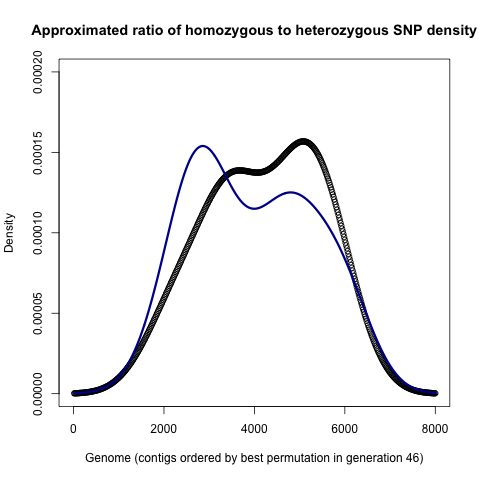 Approximated ratio of homozygous to heterozygous SNP density
0.00020
0.00015
0.00010
0.00005
0.00000
Density
0 2000 4000 6000 8000
Genome (contigs ordered by best permutation in generation 46)